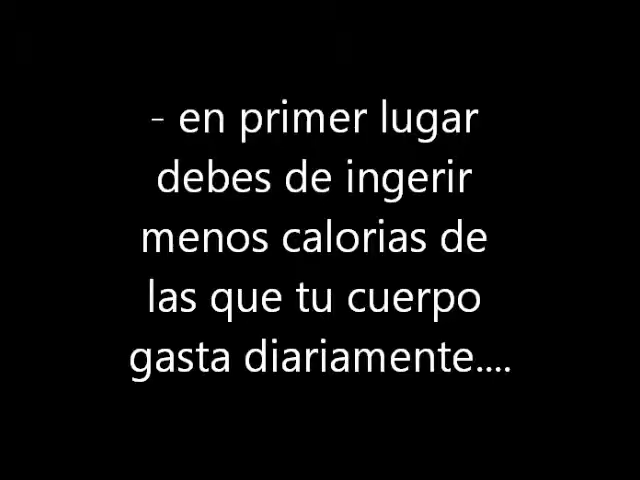 - en primer lugar
debes de ingerir
menos calorias de
las que tu cuerpo
gasta diariamente....